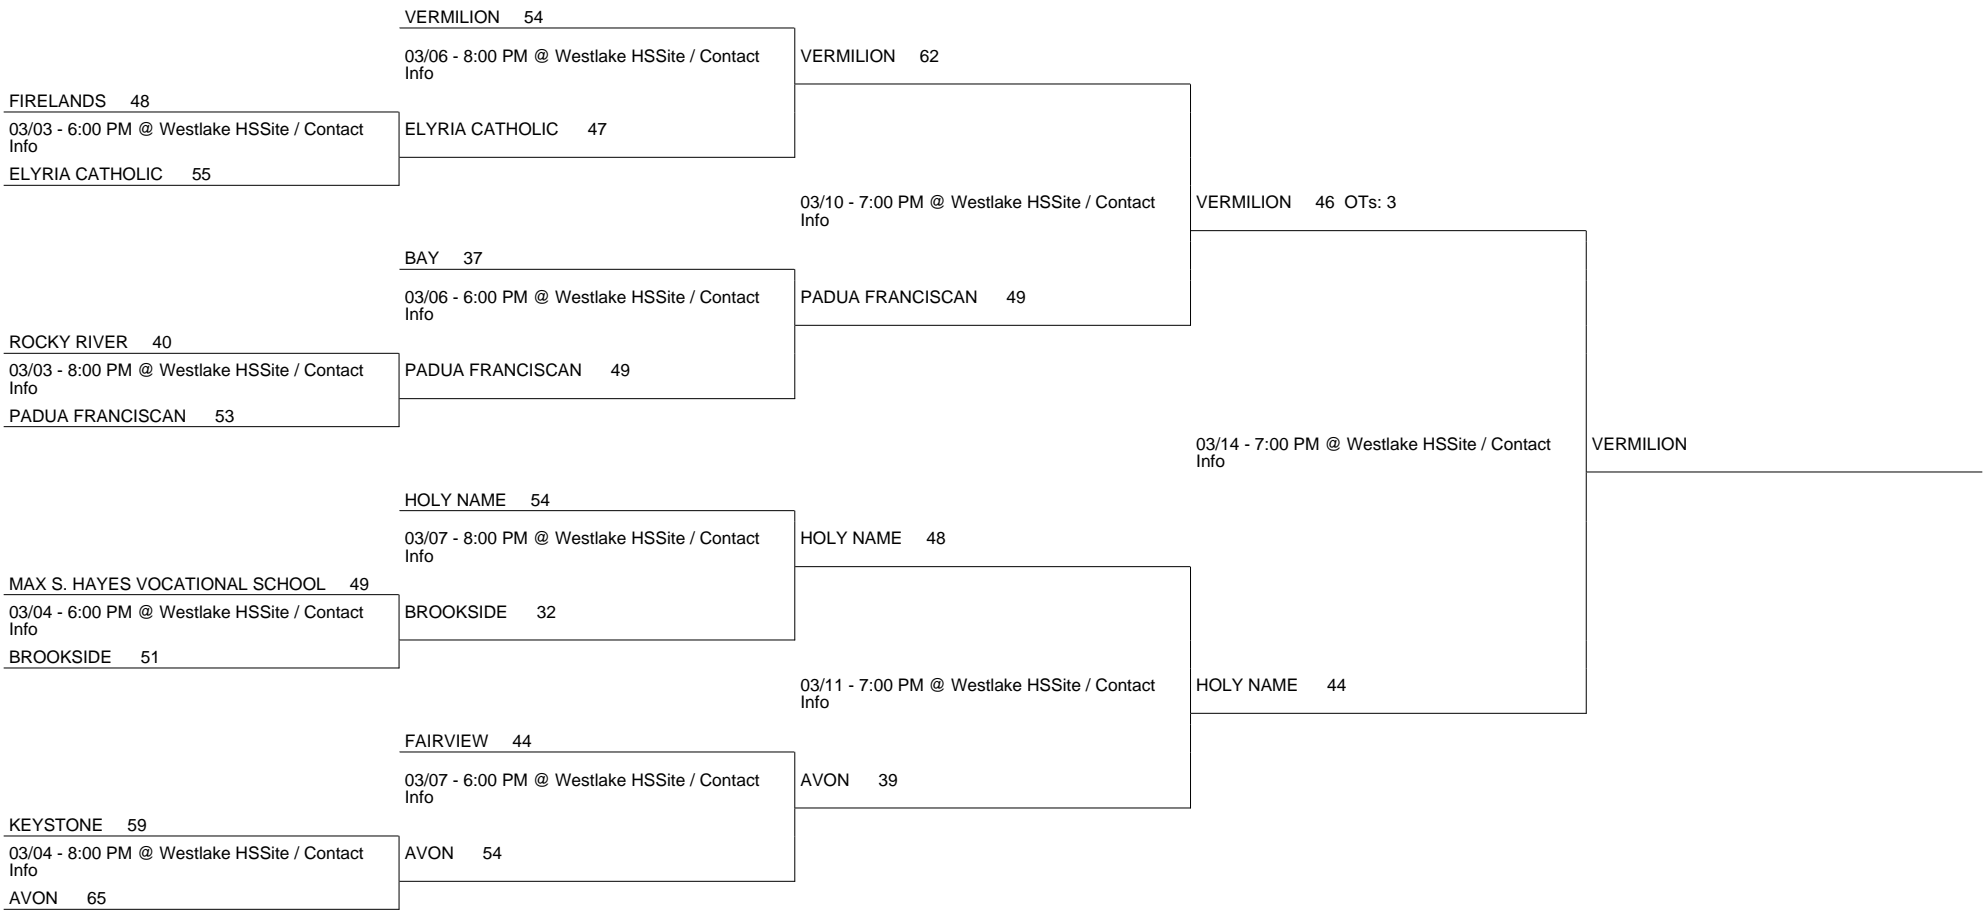 VERMILION 54
03/06 - 8:00 PM @ Westlake HSSite / Contact
Info
VERMILION 62
FIRELANDS 48
03/03 - 6:00 PM @ Westlake HSSite / Contact
Info
ELYRIA CATHOLIC 47
ELYRIA CATHOLIC 55
03/10 - 7:00 PM @ Westlake HSSite / Contact
Info
VERMILION 46 OTs: 3
BAY 37
03/06 - 6:00 PM @ Westlake HSSite / Contact
Info
PADUA FRANCISCAN 49
ROCKY RIVER 40
03/03 - 8:00 PM @ Westlake HSSite / Contact
Info
PADUA FRANCISCAN 49
PADUA FRANCISCAN 53
03/14 - 7:00 PM @ Westlake HSSite / Contact
Info
VERMILION
HOLY NAME 54
03/07 - 8:00 PM @ Westlake HSSite / Contact
Info
HOLY NAME 48
MAX S. HAYES VOCATIONAL SCHOOL 49
03/04 - 6:00 PM @ Westlake HSSite / Contact
Info
BROOKSIDE 32
BROOKSIDE 51
03/11 - 7:00 PM @ Westlake HSSite / Contact
Info
HOLY NAME 44
FAIRVIEW 44
03/07 - 6:00 PM @ Westlake HSSite / Contact
Info
AVON 39
KEYSTONE 59
03/04 - 8:00 PM @ Westlake HSSite / Contact
Info
AVON 54
AVON 65